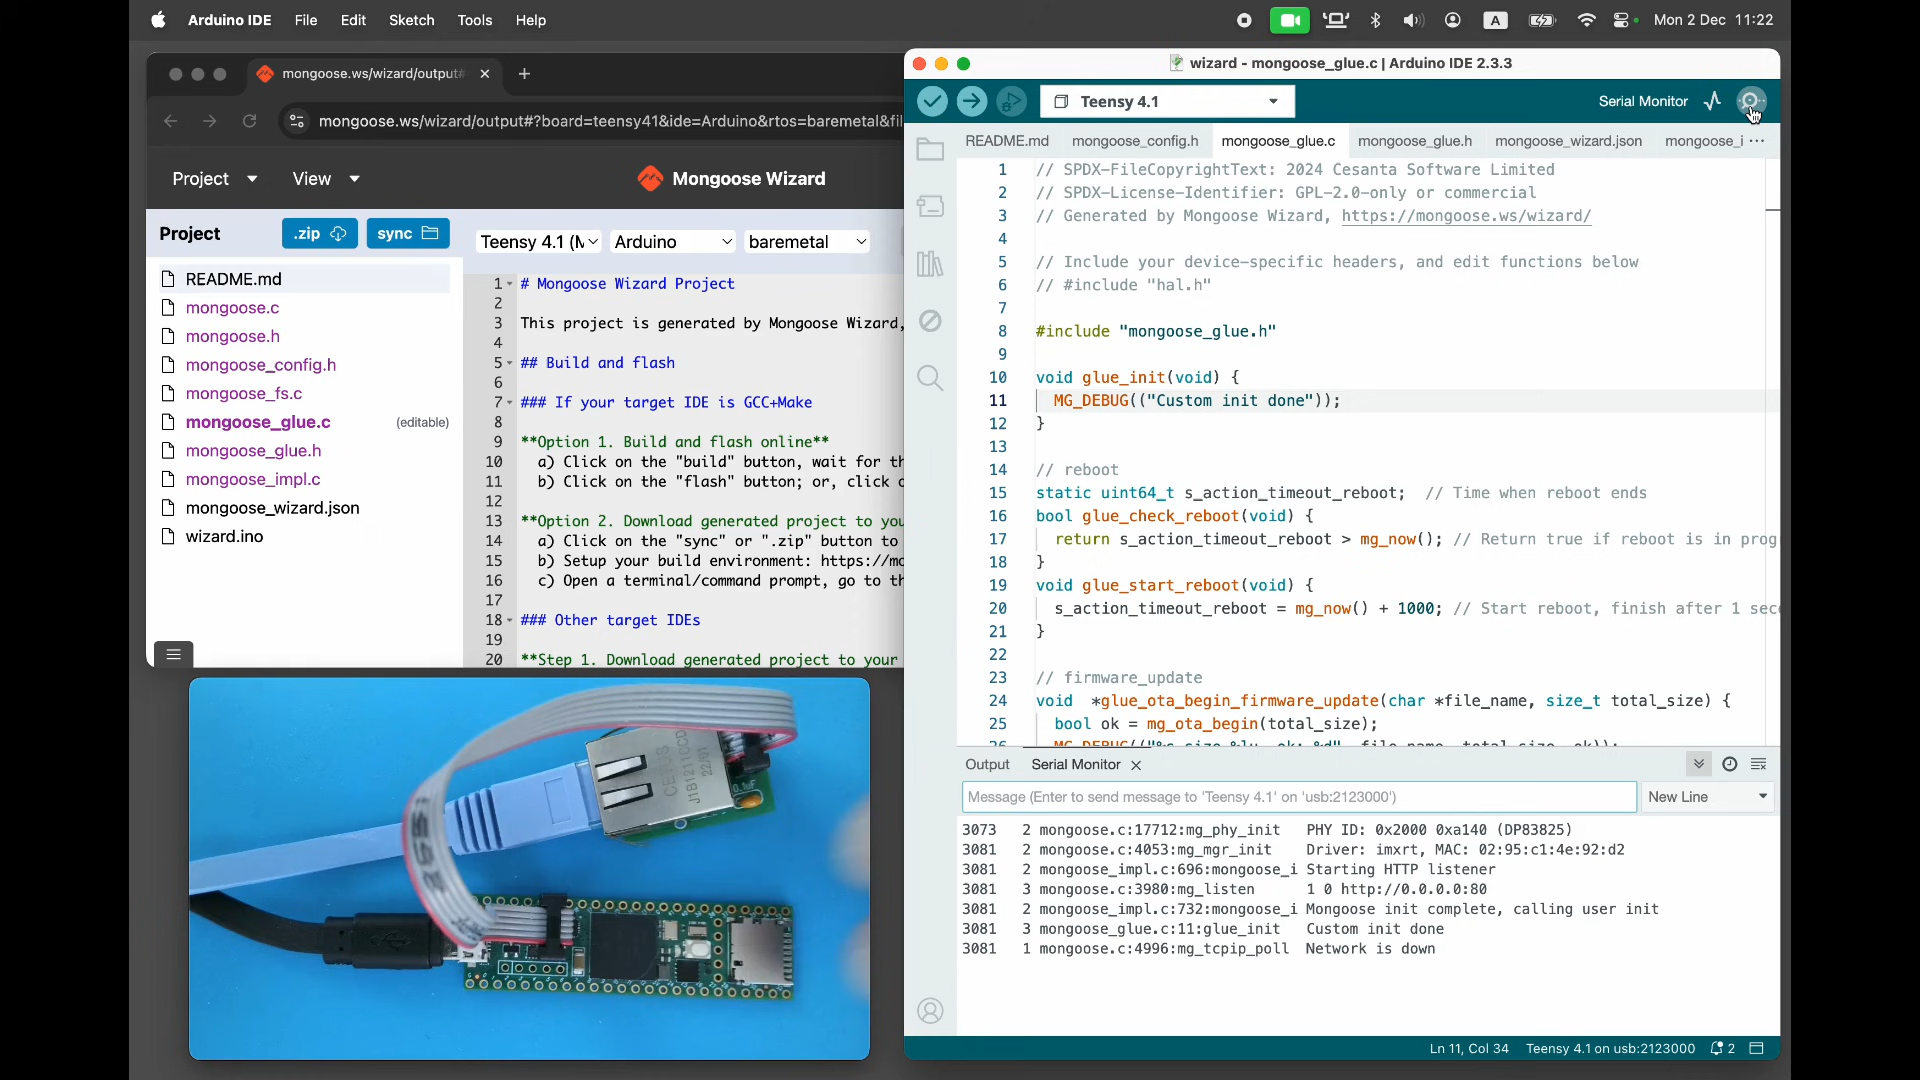 Arduino IDE File Edit Sketch Tools Help
A Mon 2 Dec 11:22
mongoose.ws/wizard/output#
mongoose.ws/wizard/output#?board=teensy41&ide=Arduino&rtos=baremetal&fil
Project View Mongoose Wizard
Project .zip sync
Teensy 4.1 (M Arduino baremetal
README.md
mongoose.c
mongoose.h
mongoose_config.h
mongoose_fs.c
mongoose_glue.c (editable)
mongoose_glue.h
mongoose_impl.c
mongoose_wizard.json
wizard.ino
1 # Mongoose Wizard Project
2
3 This project is generated by Mongoose Wizard,
4
5 ## Build and flash
6
7 ### If your target IDE is GCC+Make
8
9 **Option 1. Build and flash online**
10 a) Click on the "build" button, wait for th
11 b) Click on the "flash" button; or, click o
12
13 **Option 2. Download generated project to you
14 a) Click on the "sync" or ".zip" button to
15 b) Setup your build environment: https://mo
16 c) Open a terminal/command prompt, go to th
17
18 ### Other target IDEs
19
20 **Step 1. Download generated project to your
wizard - mongoose_glue.c | Arduino IDE 2.3.3
Teensy 4.1 Serial Monitor
README.md mongoose_config.h mongoose_glue.c mongoose_glue.h mongoose_wizard.json mongoose_i ...
1 // SPDX-FileCopyrightText: 2024 Cesanta Software Limited
2 // SPDX-License-Identifier: GPL-2.0-only or commercial
3 // Generated by Mongoose Wizard, https://mongoose.ws/wizard/
4
5 // Include your device-specific headers, and edit functions below
6 // #include "hal.h"
7
8 #include "mongoose_glue.h"
9
10 void glue_init(void) {
11 MG_DEBUG(("Custom init done"));
12 }
13
14 // reboot
15 static uint64_t s_action_timeout_reboot; // Time when reboot ends
16 bool glue_check_reboot(void) {
17 return s_action_timeout_reboot > mg_now(); // Return true if reboot is in prog
18 }
19 void glue_start_reboot(void) {
20 s_action_timeout_reboot = mg_now() + 1000; // Start reboot, finish after 1 sec
21 }
22
23 // firmware_update
24 void *glue_ota_begin_firmware_update(char *file_name, size_t total_size) {
25 bool ok = mg_ota_begin(total_size);
26 MG_DEBUG(("%s size %lu, ok: %d", file_name, total_size, ok));
Output Serial Monitor
Message (Enter to send message to 'Teensy 4.1' on 'usb:2123000') New Line
3073 2 mongoose.c:17712:mg_phy_init PHY ID: 0x2000 0xa140 (DP83825)
3081 2 mongoose.c:4053:mg_mgr_init Driver: imxrt, MAC: 02:95:c1:4e:92:d2
3081 2 mongoose_impl.c:696:mongoose_i Starting HTTP listener
3081 3 mongoose.c:3980:mg_listen 1 0 http://0.0.0.0:80
3081 2 mongoose_impl.c:732:mongoose_i Mongoose init complete, calling user init
3081 3 mongoose_glue.c:11:glue_init Custom init done
3081 1 mongoose.c:4996:mg_tcpip_poll Network is down
Ln 11, Col 34 Teensy 4.1 on usb:2123000 2
0.1uF